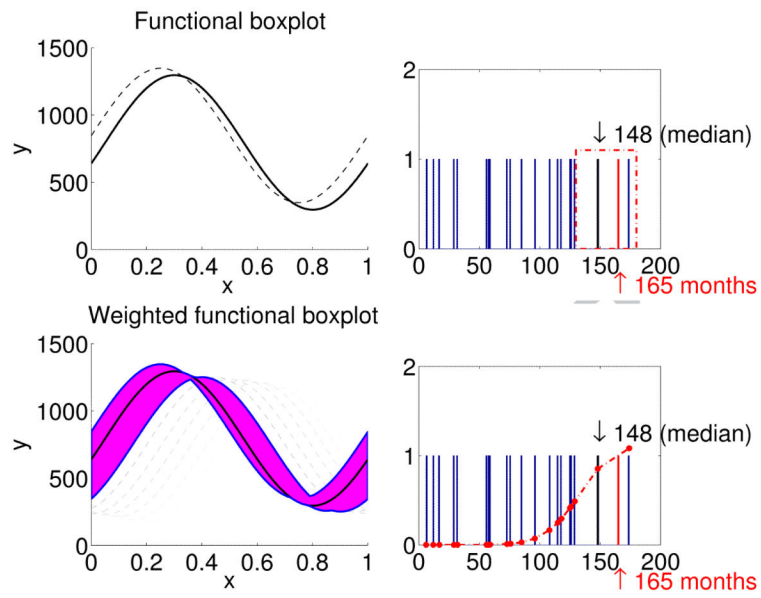 Functional boxplot
1500
1000
500
0
y
0 0.2 0.4 0.6 0.8 1
x
2
1
0
↓ 148 (median)
0 50 100 150 200
↑ 165 months
Weighted functional boxplot
1500
1000
500
0
y
0 0.2 0.4 0.6 0.8 1
x
2
1
0
↓ 148 (median)
0 50 100 150 200
↑ 165 months